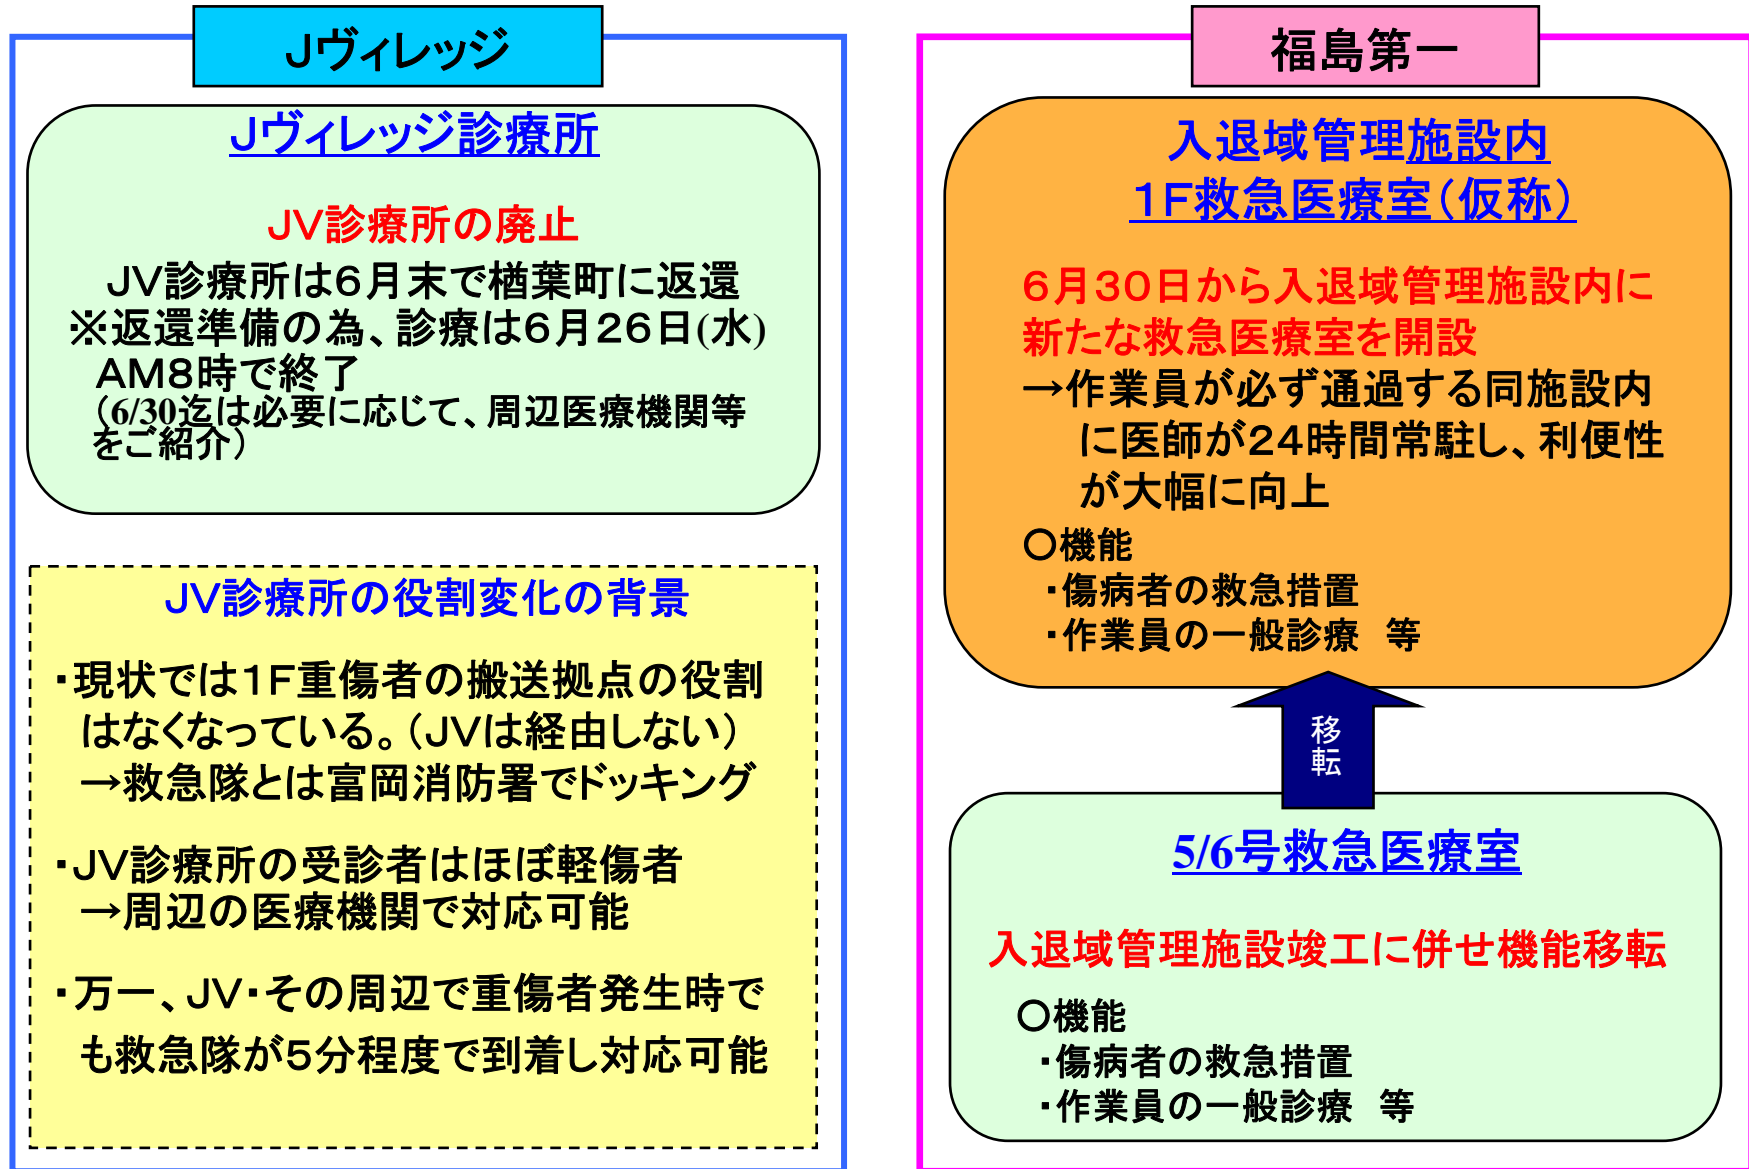 Jヴィレッジ
Jヴィレッジ診療所
JV診療所の廃止
JV診療所は6月末で楢葉町に返還
※返還準備の為、診療は6月26日(水)
AM8時で終了
（6/30迄は必要に応じて、周辺医療機関等
をご紹介）
JV診療所の役割変化の背景
・現状では1F重傷者の搬送拠点の役割
はなくなっている。（JVは経由しない）
→救急隊とは富岡消防署でドッキング
・JV診療所の受診者はほぼ軽傷者
→周辺の医療機関で対応可能
・万一、JV・その周辺で重傷者発生時で
も救急隊が5分程度で到着し対応可能
福島第一
入退域管理施設内
1F救急医療室（仮称）
6月30日から入退域管理施設内に
新たな救急医療室を開設
→作業員が必ず通過する同施設内
に医師が24時間常駐し、利便性
が大幅に向上
○機能
・傷病者の救急措置
・作業員の一般診療　等
移
転
5/6号救急医療室
入退域管理施設竣工に併せ機能移転
○機能
・傷病者の救急措置
・作業員の一般診療　等